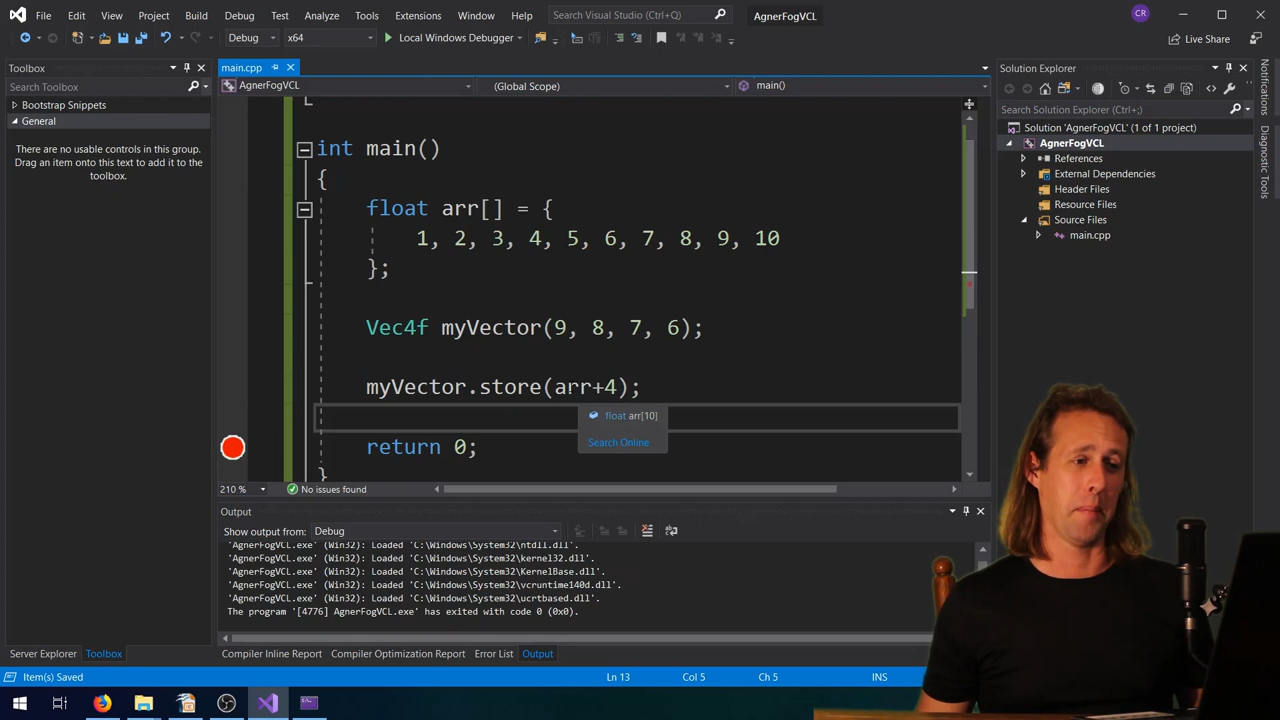 File Edit View Project Build Debug Test Analyze Tools Extensions Window Help Search Visual Studio (Ctrl+Q) AgnerFogVCL CR
Debug x64 Local Windows Debugger Live Share
Toolbox
Search Toolbox
Bootstrap Snippets
General
There are no usable controls in this group.
Drag an item onto this text to add it to the
toolbox.
main.cpp
AgnerFogVCL (Global Scope) main()
int main()
{
float arr[] = {
1, 2, 3, 4, 5, 6, 7, 8, 9, 10
};
Vec4f myVector(9, 8, 7, 6);
myVector.store(arr+4);
float arr[10]
Search Online
return 0;
}
210 % No issues found
Output
Show output from: Debug
'AgnerFogVCL.exe' (Win32): Loaded 'C:\Windows\System32\ntdll.dll'.
'AgnerFogVCL.exe' (Win32): Loaded 'C:\Windows\System32\kernel32.dll'.
'AgnerFogVCL.exe' (Win32): Loaded 'C:\Windows\System32\KernelBase.dll'.
'AgnerFogVCL.exe' (Win32): Loaded 'C:\Windows\System32\vcruntime140d.dll'.
'AgnerFogVCL.exe' (Win32): Loaded 'C:\Windows\System32\ucrtbased.dll'.
The program '[4776] AgnerFogVCL.exe' has exited with code 0 (0x0).
Server Explorer Toolbox
Compiler Inline Report Compiler Optimization Report Error List Output
Item(s) Saved Ln 13 Col 5 Ch 5 INS
Solution Explorer
Search Solution Explorer (Ctrl+;)
Solution 'AgnerFogVCL' (1 of 1 project)
AgnerFogVCL
References
External Dependencies
Header Files
Resource Files
Source Files
main.cpp
Notifications
Diagnostic Tools